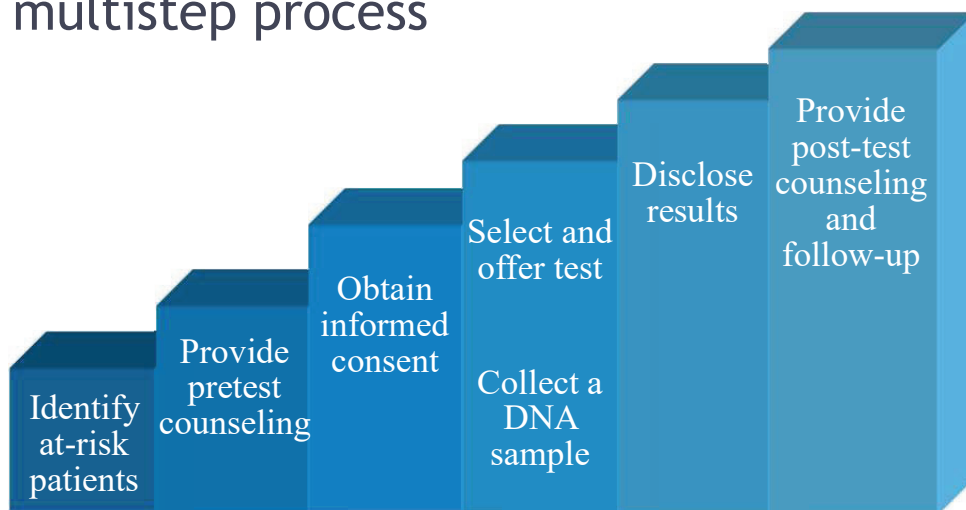 multistep process
Identify
at-risk
patients
Provide
pretest
counseling
Obtain
informed
consent
Select and
offer test
Collect a
DNA
sample
Disclose
results
Provide
post-test
counseling
and
follow-up